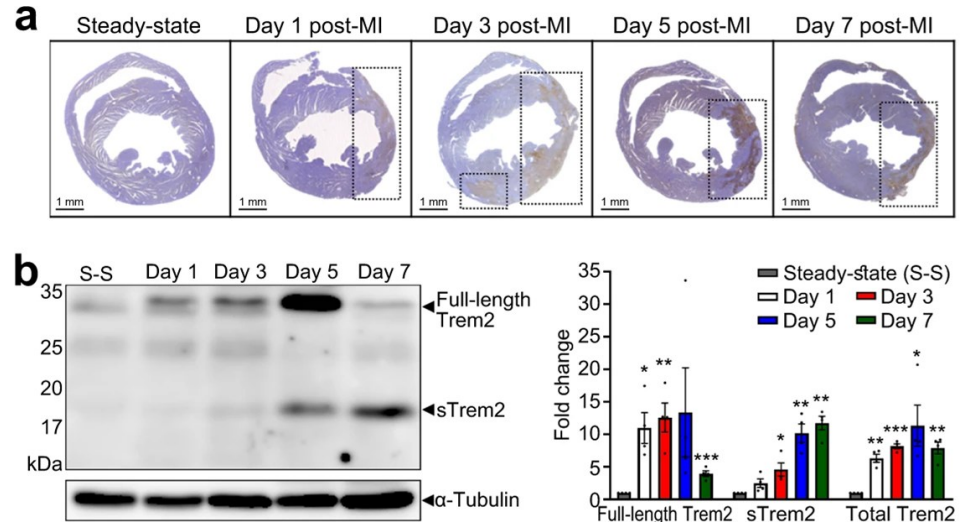 a
Steady-state
Day 1 post-MI
Day 3 post-MI
Day 5 post-MI
Day 7 post-MI
1 mm
1 mm
1 mm
1 mm
1 mm
b
S-S Day 1 Day 3 Day 5 Day 7
35
25
20
17
kDa
Full-length
Trem2
sTrem2
α-Tubulin
Fold change
35
30
25
20
15
10
5
0
Steady-state (S-S)
Day 1 Day 3
Day 5 Day 7
* **
***
* ** **
** *** * **
Full-length Trem2 sTrem2 Total Trem2